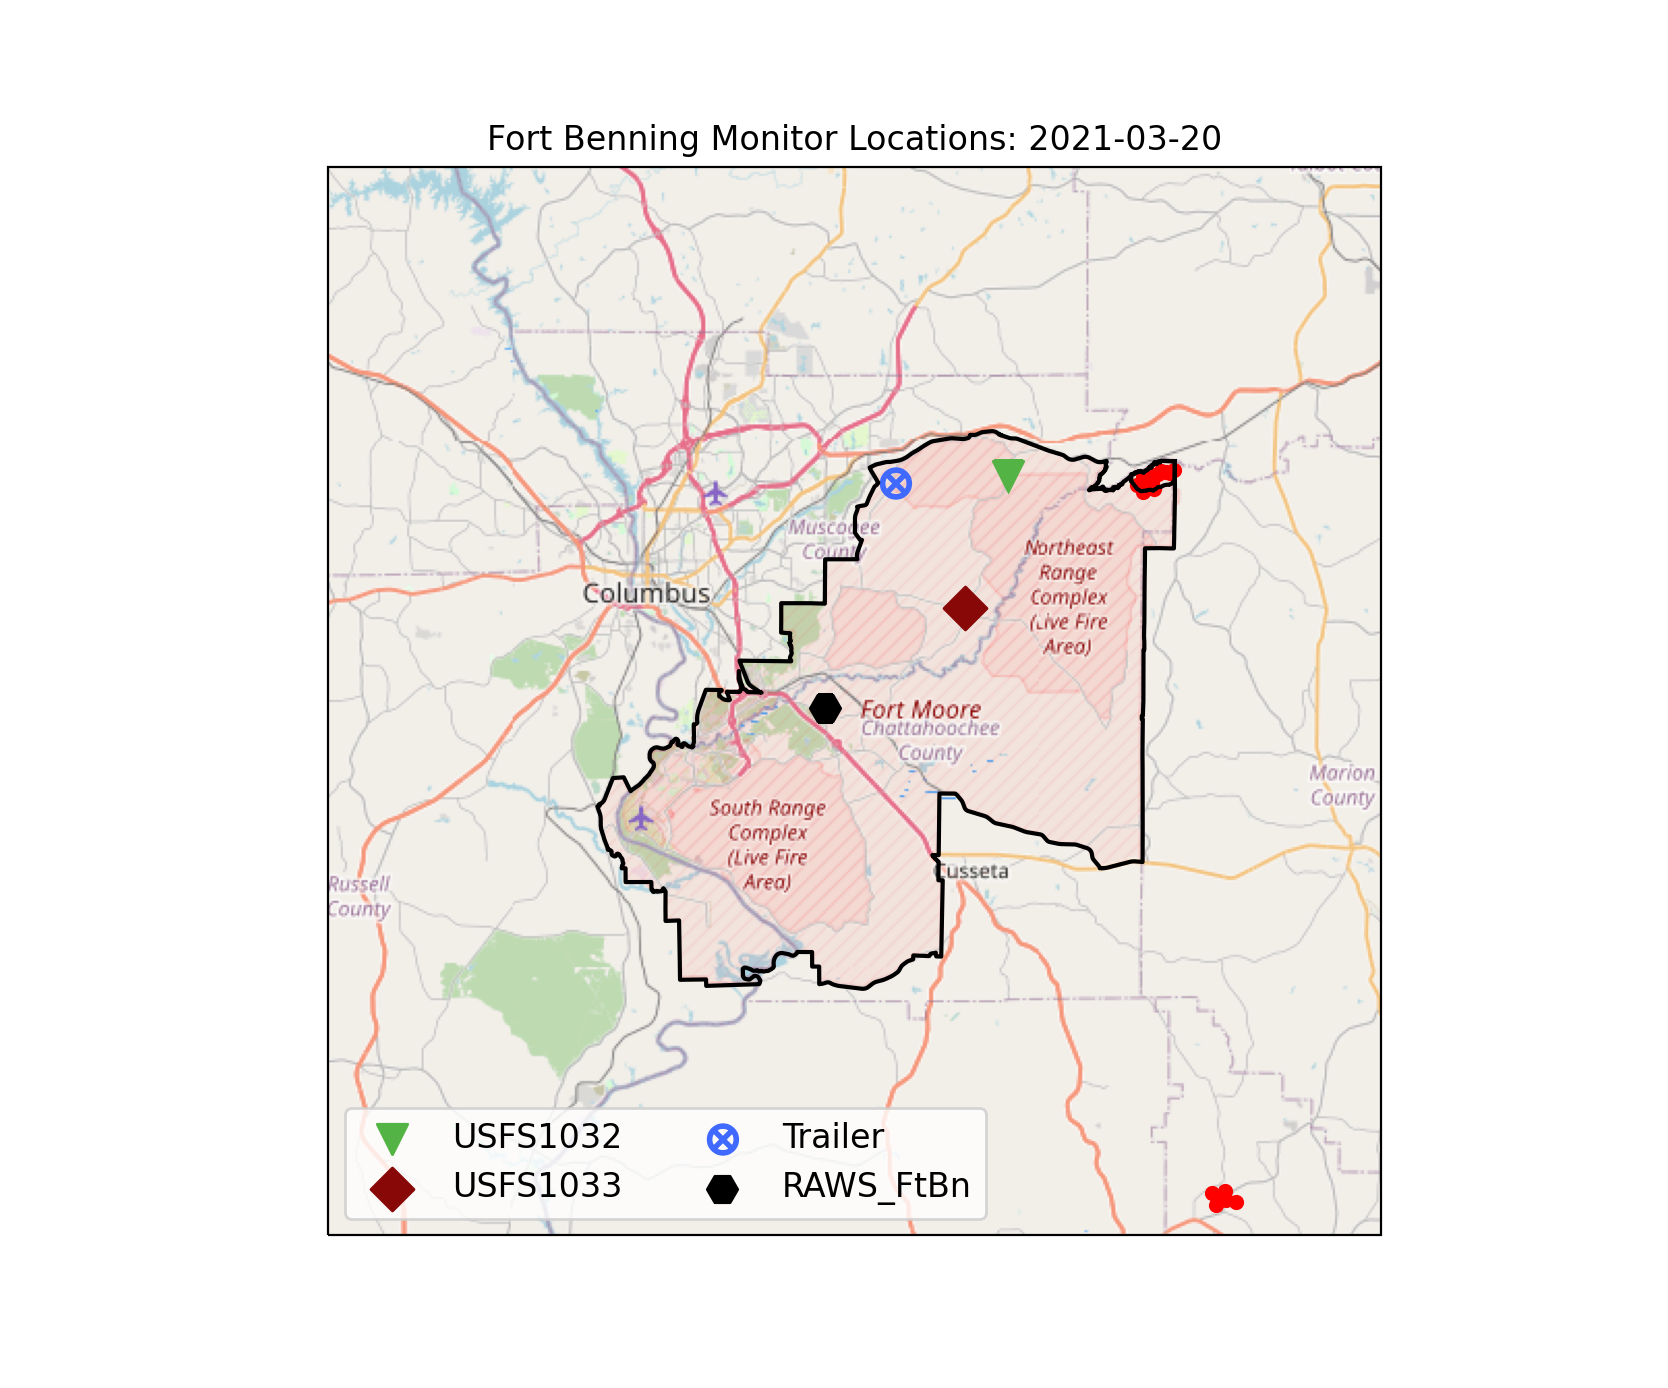 Fort Benning Monitor Locations: 2021-03-20
Muscogee
County
Northeast
Range
Complex
(Live Fire
Area)
Columbus
Fort Moore
Chattahoochee
County
Marion
County
South Range
Complex
(Live Fire
Area)
Cusseta
Russell
County
USFS1032
Trailer
USFS1033
RAWS_FtBn